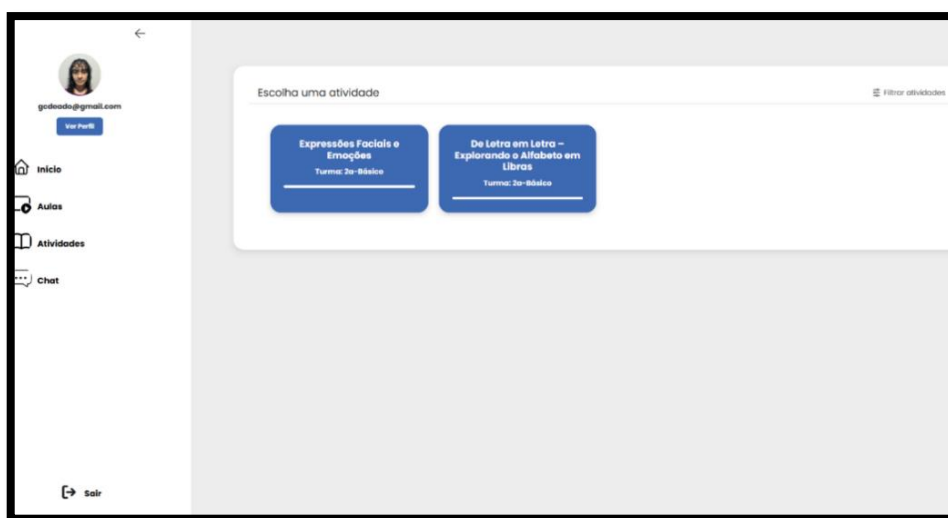 gcdeodo@gmail.com
Ver Perfil
Início
Aulas
Atividades
Chat
Sair
Escolha uma atividade
Filtrar atividades
Expressões Faciais e
Emoções
Turma: 2a-Básico
De Letra em Letra –
Explorando o Alfabeto em
Libras
Turma: 2a-Básico